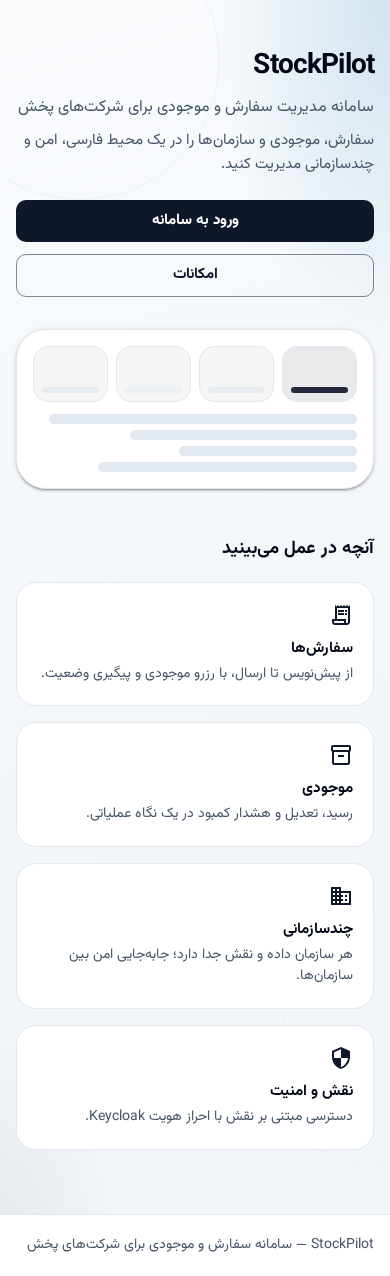 StockPilot
سامانه مدیریت سفارش و موجودی برای شرکت‌های پخش
سفارش، موجودی و سازمان‌ها را در یک محیط فارسی، امن و
چندسازمانی مدیریت کنید.
ورود به سامانه
امکانات
آنچه در عمل می‌بینید
سفارش‌ها
از پیش‌نویس تا ارسال، با رزرو موجودی و پیگیری وضعیت.
موجودی
رسید، تعدیل و هشدار کمبود در یک نگاه عملیاتی.
چندسازمانی
هر سازمان داده و نقش جدا دارد؛ جابه‌جایی امن بین
سازمان‌ها.
نقش و امنیت
دسترسی مبتنی بر نقش با احراز هویت Keycloak.
StockPilot — سامانه سفارش و موجودی برای شرکت‌های پخش